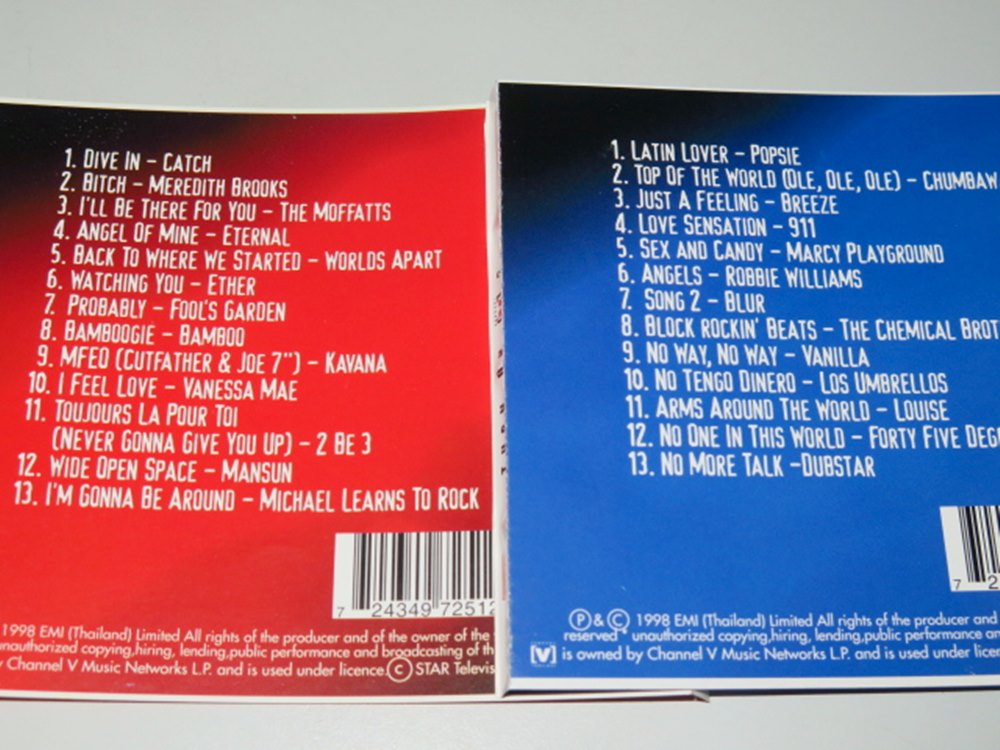 1. Dive In – Catch
2. Bitch – Meredith Brooks
3. I'll Be There For You – The Moffatts
4. Angel Of Mine – Eternal
5. Back To Where We Started – Worlds Apart
6. Watching You – Ether
7. Probably – Fool's Garden
8. Bamboogie – Bamboo
9. MFEO (Cutfather & Joe 7") – Kavana
10. I Feel Love – Vanessa Mae
11. Toujours La Pour Toi
(Never Gonna Give You Up) – 2 Be 3
12. Wide Open Space – Mansun
13. I'm Gonna Be Around – Michael Learns To Rock
7 24349 72512
1998 EMI (Thailand) Limited All rights of the producer and of the owner of the
unauthorized copying,hiring, lending,public performance and broadcasting of th
Channel V Music Networks L.P. and is used under licence.© STAR Televis
1. Latin Lover – Popsie
2. Top Of The World (Ole, Ole, Ole) – Chumbaw
3. Just A Feeling – Breeze
4. Love Sensation – 911
5. Sex and Candy – Marcy Playground
6. Angels – Robbie Williams
7. Song 2 – Blur
8. Block Rockin' Beats – The Chemical Brot
9. No Way, No Way – Vanilla
10. No Tengo Dinero – Los Umbrellos
11. Arms Around The World – Louise
12. No One In This World – Forty Five Deg
13. No More Talk –Dubstar
7 2
℗ & © 1998 EMI (Thailand) Limited All rights of the producer and
reserved unauthorized copying,hiring, lending,public performance an
V is owned by Channel V Music Networks L.P. and is used under licen